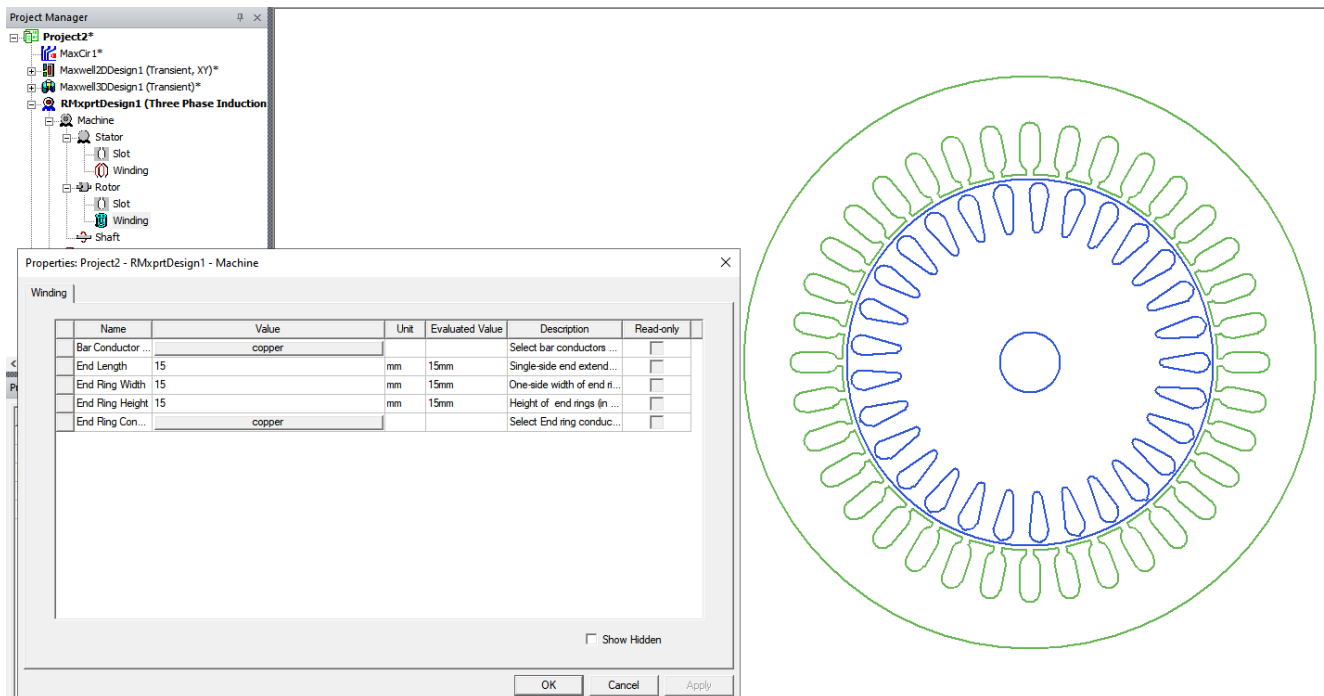 Project Manager
Project2*
MaxCir1*
Maxwell2DDesign1 (Transient, XY)*
Maxwell3DDesign1 (Transient)*
RMxprtDesign1 (Three Phase Induction
Machine
Stator
Slot
Winding
Rotor
Slot
Winding
Shaft
Properties: Project2 - RMxprtDesign1 - Machine
Winding
Name Value Unit Evaluated Value Description Read-only
Bar Conductor ... copper Select bar conductors ...
End Length 15 mm 15mm Single-side end extend...
End Ring Width 15 mm 15mm One-side width of end ri...
End Ring Height 15 mm 15mm Height of end rings (in ...
End Ring Con... copper Select End ring conduc...
Show Hidden
OK Cancel Apply